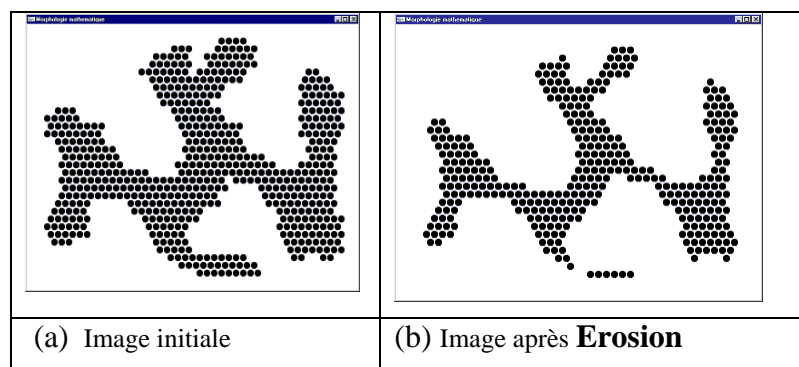 Morphologie mathematique
Morphologie mathematique
(a) Image initiale
(b) Image après Erosion